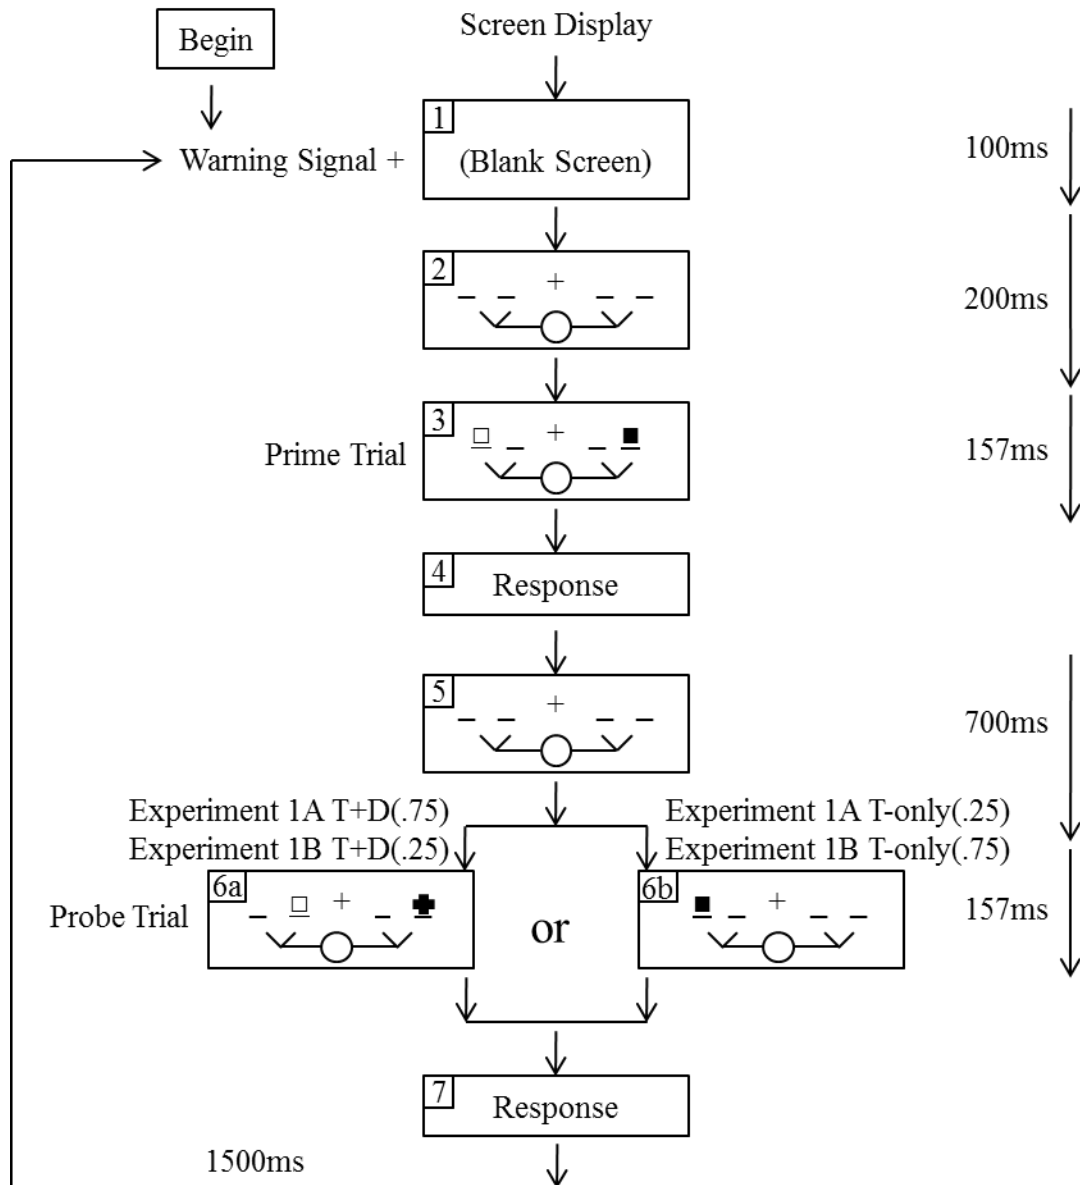 Begin
Screen Display
1
Warning Signal +
(Blank Screen)
100ms
2
+
200ms
3
+
Prime Trial
157ms
4
Response
5
+
700ms
Experiment 1A T+D(.75)
Experiment 1B T+D(.25)
Experiment 1A T-only(.25)
Experiment 1B T-only(.75)
6a
+
Probe Trial
or
6b
+
157ms
7
Response
1500ms